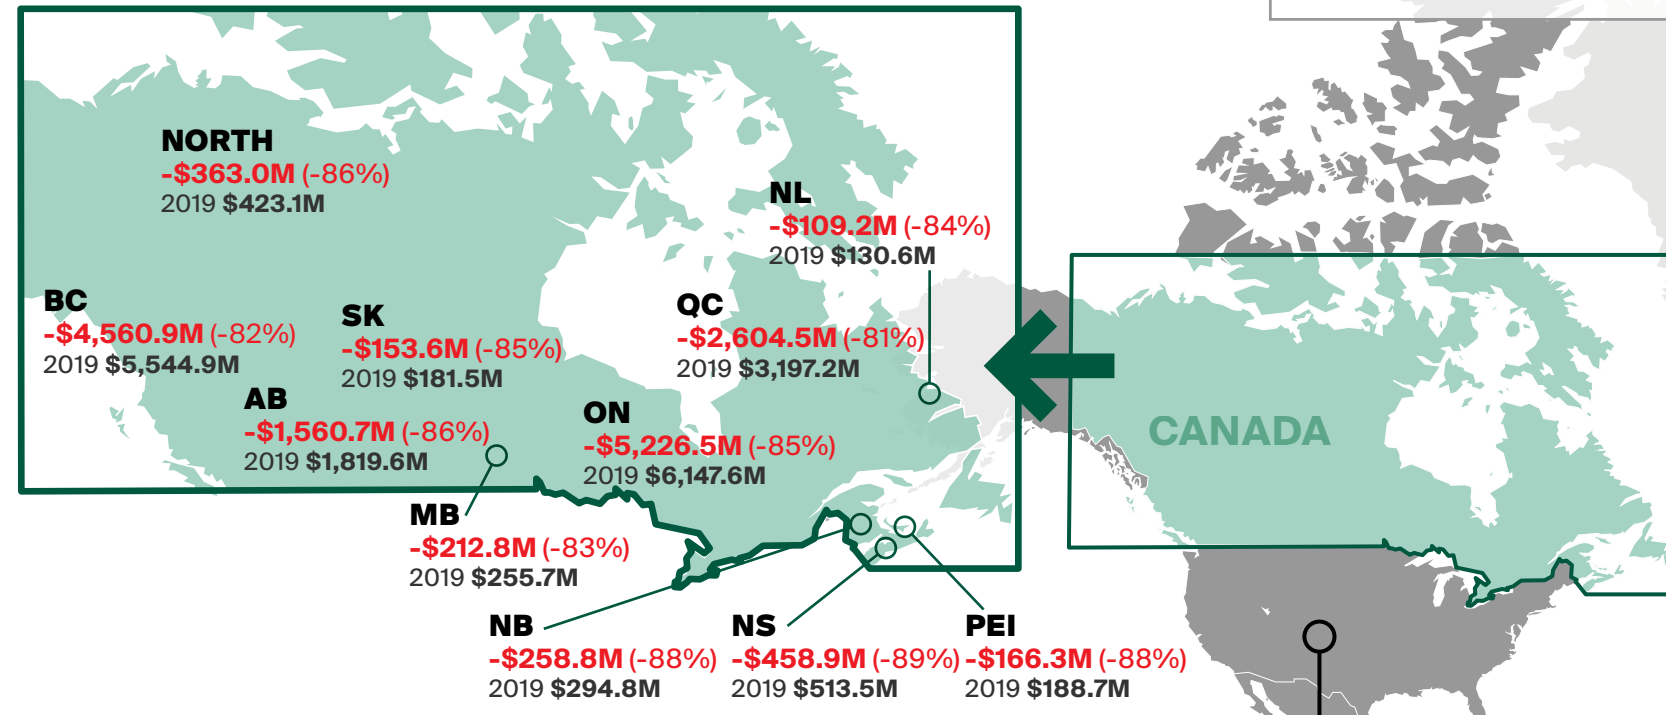 NORTH
-$363.0M (-86%)
2019 $423.1M
NL
-$109.2M (-84%)
2019 $130.6M
BC
-$4,560.9M (-82%)
2019 $5,544.9M
SK
-$153.6M (-85%)
2019 $181.5M
QC
-$2,604.5M (-81%)
2019 $3,197.2M
AB
-$1,560.7M (-86%)
2019 $1,819.6M
ON
-$5,226.5M (-85%)
2019 $6,147.6M
CANADA
MB
-$212.8M (-83%)
2019 $255.7M
NB
-$258.8M (-88%)
2019 $294.8M
NS
-$458.9M (-89%)
2019 $513.5M
PEI
-$166.3M (-88%)
2019 $188.7M